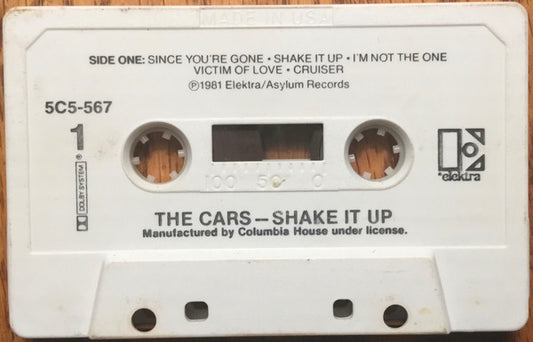 MADE IN USA
SIDE ONE: SINCE YOU'RE GONE • SHAKE IT UP • I'M NOT THE ONE
VICTIM OF LOVE • CRUISER
℗1981 Elektra/Asylum Records
5C5-567
1
® DOLBY SYSTEM
100 50 0
E
elektra
THE CARS—SHAKE IT UP
Manufactured by Columbia House under license.